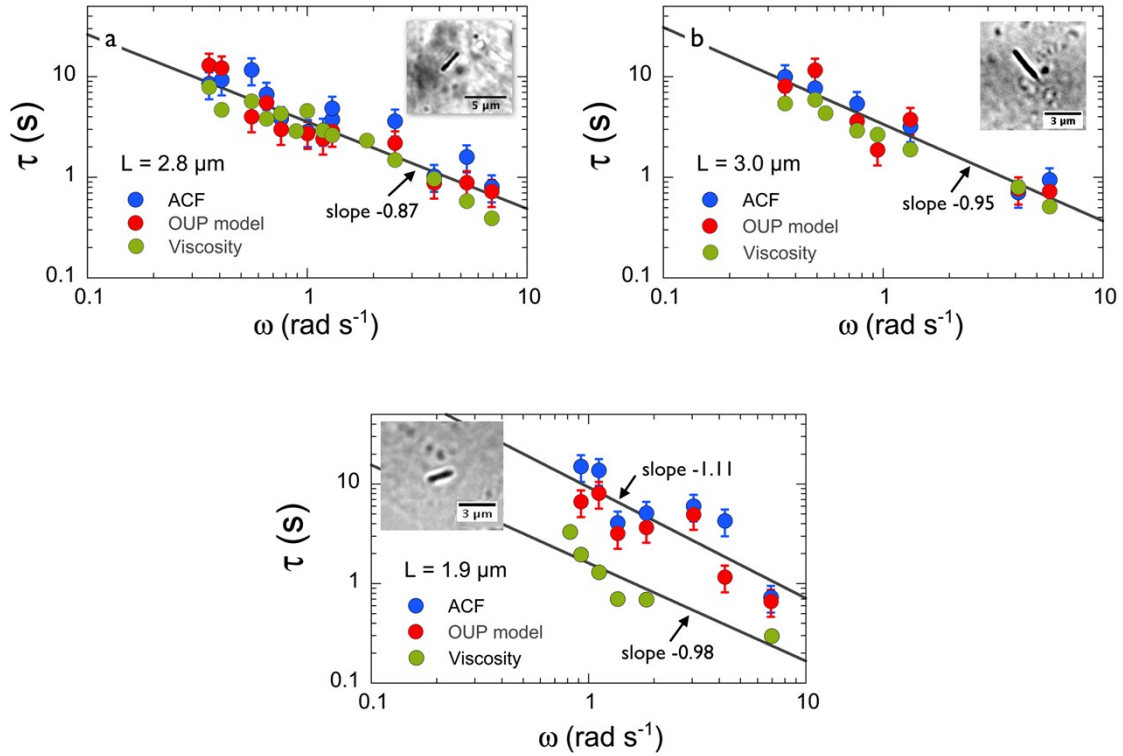 a
τ (s)
10
1
0.1
L = 2.8 μm
ACF
OUP model
Viscosity
slope -0.87
5 μm
0.1
1
10
ω (rad s⁻¹)
b
τ (s)
10
1
0.1
L = 3.0 μm
ACF
OUP model
Viscosity
slope -0.95
3 μm
0.1
1
10
ω (rad s⁻¹)
τ (s)
10
1
0.1
3 μm
L = 1.9 μm
ACF
OUP model
Viscosity
slope -1.11
slope -0.98
0.1
1
10
ω (rad s⁻¹)